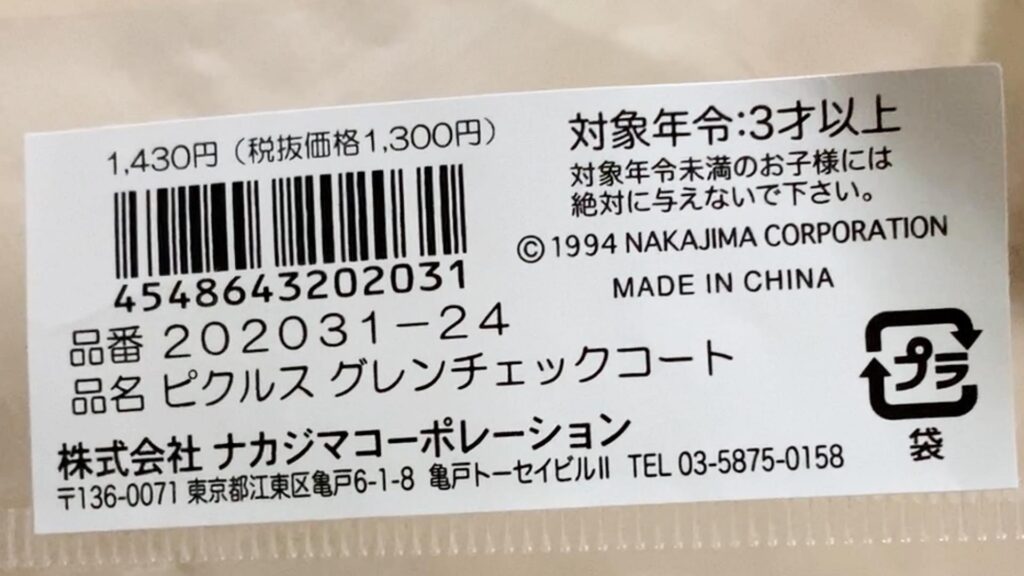 1,430円（税抜価格1,300円）
4548643202031
品番 202031-24
品名 ピクルス グレンチェックコート
対象年令:3才以上
対象年令未満のお子様には
絶対に与えないで下さい。
©1994 NAKAJIMA CORPORATION
MADE IN CHINA
プラ
袋
株式会社 ナカジマコーポレーション
〒136-0071 東京都江東区亀戸6-1-8 亀戸トーセイビルII TEL 03-5875-0158